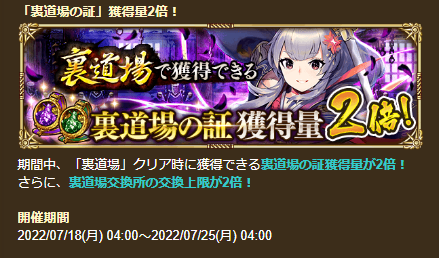 「裏道場の証」獲得量2倍！
裏道場で獲得できる
裏道場の証獲得量2倍!
期間中、「裏道場」クリア時に獲得できる裏道場の証獲得量が2倍！
さらに、裏道場交換所の交換上限が2倍！
開催期間
2022/07/18(月) 04:00～2022/07/25(月) 04:00